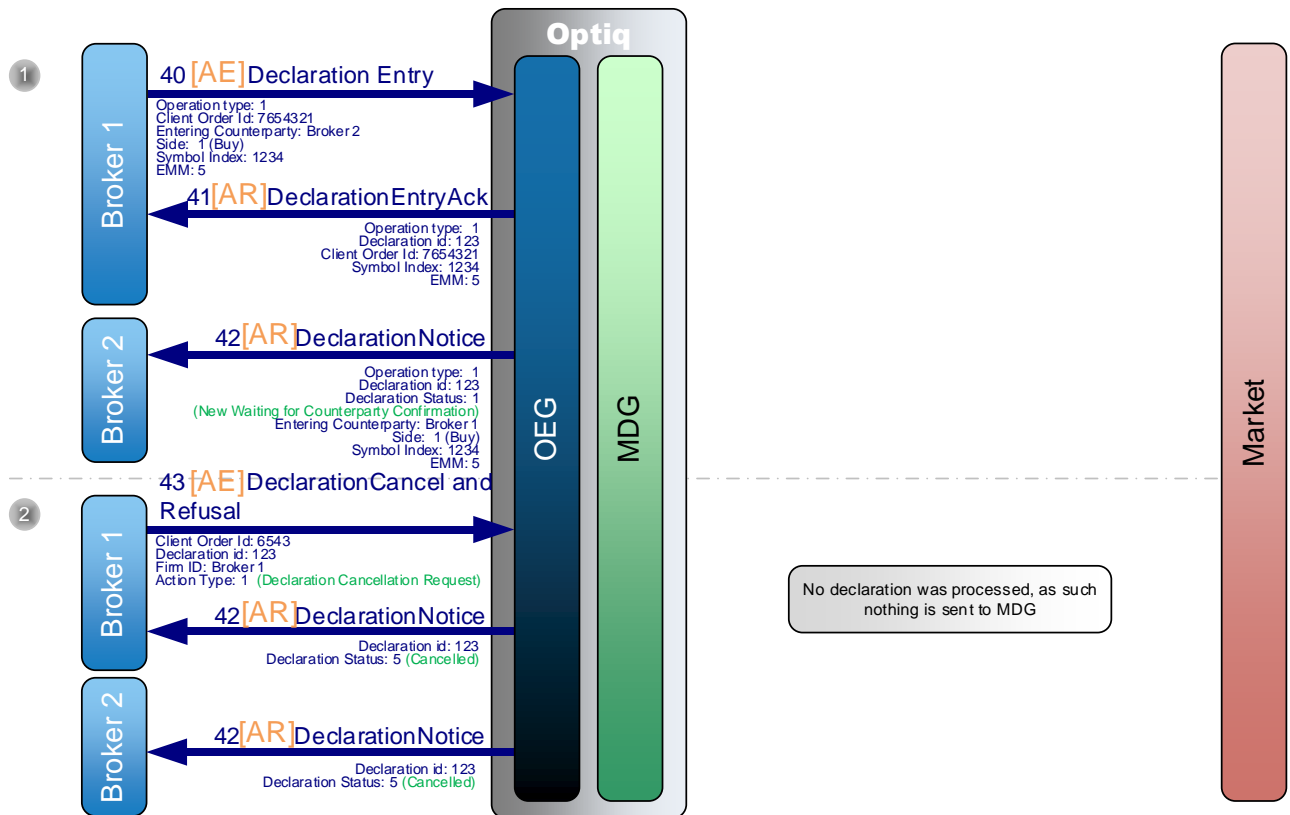 Optiq
1
Broker 1
40 [AE] Declaration Entry
Operation type: 1
Client Order Id: 7654321
Entering Counterparty: Broker 2
Side: 1 (Buy)
Symbol Index: 1234
EMM: 5
41 [AR] DeclarationEntryAck
Operation type: 1
Declaration id: 123
Client Order Id: 7654321
Symbol Index: 1234
EMM: 5
Broker 2
42 [AR] DeclarationNotice
Operation type: 1
Declaration id: 123
Declaration Status: 1
(New Waiting for Counterparty Confirmation)
Entering Counterparty: Broker 1
Side: 1 (Buy)
Symbol Index: 1234
EMM: 5
OEG
MDG
Market
2
Broker 1
43 [AE] DeclarationCancel and
Refusal
Client Order Id: 6543
Declaration id: 123
Firm ID: Broker 1
Action Type: 1 (Declaration Cancellation Request)
42 [AR] DeclarationNotice
Declaration id: 123
Declaration Status: 5 (Cancelled)
No declaration was processed, as such
nothing is sent to MDG
Broker 2
42 [AR] DeclarationNotice
Declaration id: 123
Declaration Status: 5 (Cancelled)